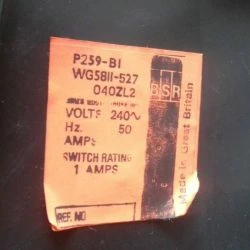 P259-B1
WG5811-527
040ZL2
BSR
VOLTS 240~
Hz. 50
AMPS
SWITCH RATING
1 AMPS
Made in Great Britain
REF. NO